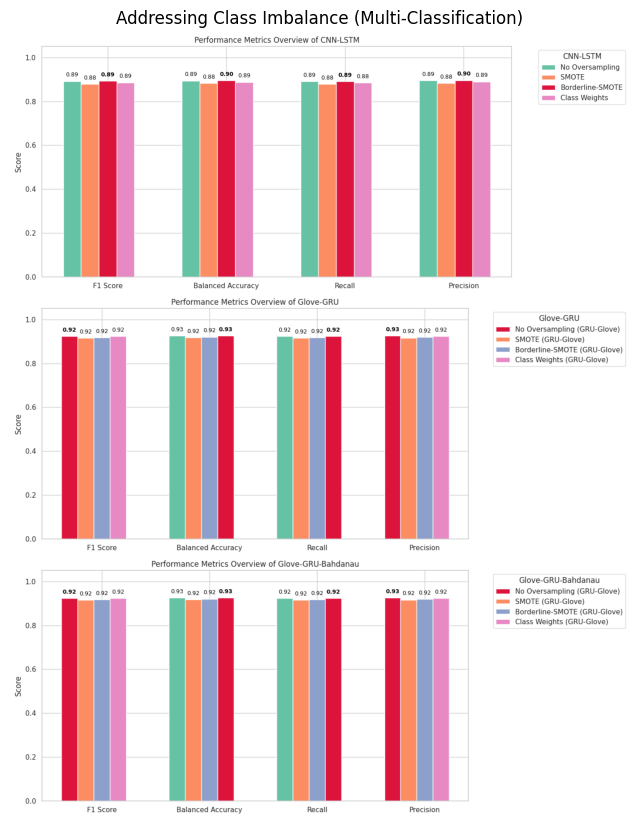 Addressing Class Imbalance (Multi-Classification)
Performance Metrics Overview of CNN-LSTM
CNN-LSTM
No Oversampling
SMOTE
Borderline-SMOTE
Class Weights
1.0
0.8
0.6
0.4
0.2
0.0
Score
0.89 0.88 0.89 0.89
0.89 0.88 0.90 0.89
0.89 0.88 0.89 0.88
0.89 0.88 0.90 0.89
F1 Score Balanced Accuracy Recall Precision
Performance Metrics Overview of Glove-GRU
Glove-GRU
No Oversampling (GRU-Glove)
SMOTE (GRU-Glove)
Borderline-SMOTE (GRU-Glove)
Class Weights (GRU-Glove)
1.0
0.8
0.6
0.4
0.2
0.0
Score
0.92 0.92 0.92 0.92
0.93 0.92 0.92 0.93
0.92 0.92 0.92 0.92
0.93 0.92 0.92 0.92
F1 Score Balanced Accuracy Recall Precision
Performance Metrics Overview of Glove-GRU-Bahdanau
Glove-GRU-Bahdanau
No Oversampling (GRU-Glove)
SMOTE (GRU-Glove)
Borderline-SMOTE (GRU-Glove)
Class Weights (GRU-Glove)
1.0
0.8
0.6
0.4
0.2
0.0
Score
0.92 0.92 0.92 0.92
0.93 0.92 0.92 0.93
0.92 0.92 0.92 0.92
0.93 0.92 0.92 0.92
F1 Score Balanced Accuracy Recall Precision